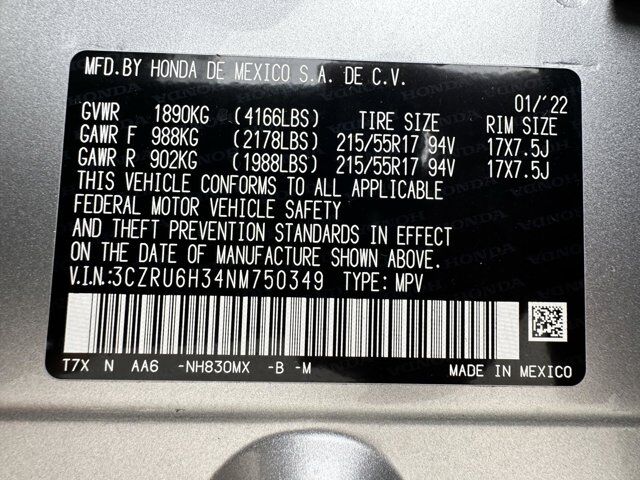 MFD.BY HONDA DE MEXICO S.A. DE C.V.
01/'22
GVWR 1890KG (4166LBS) TIRE SIZE RIM SIZE
GAWR F 988KG (2178LBS) 215/55R17 94V 17X7.5J
GAWR R 902KG (1988LBS) 215/55R17 94V 17X7.5J
THIS VEHICLE CONFORMS TO ALL APPLICABLE
FEDERAL MOTOR VEHICLE SAFETY
AND THEFT PREVENTION STANDARDS IN EFFECT
ON THE DATE OF MANUFACTURE SHOWN ABOVE.
V.I.N.:3CZRU6H34NM750349 TYPE: MPV
T7X N AA6 -NH830MX -B -M MADE IN MEXICO